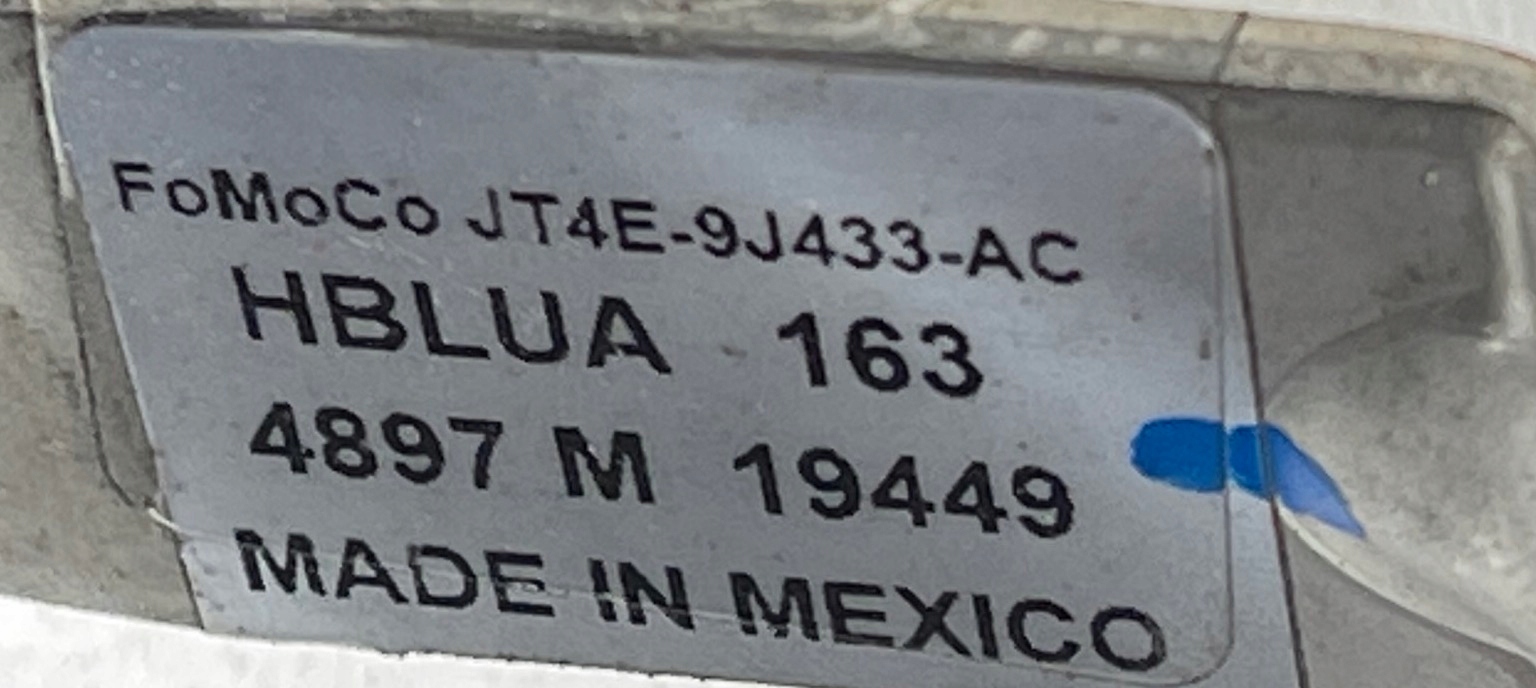 FoMoCo JT4E-9J433-AC
HBLUA 163
4897 M 19449
MADE IN MEXICO